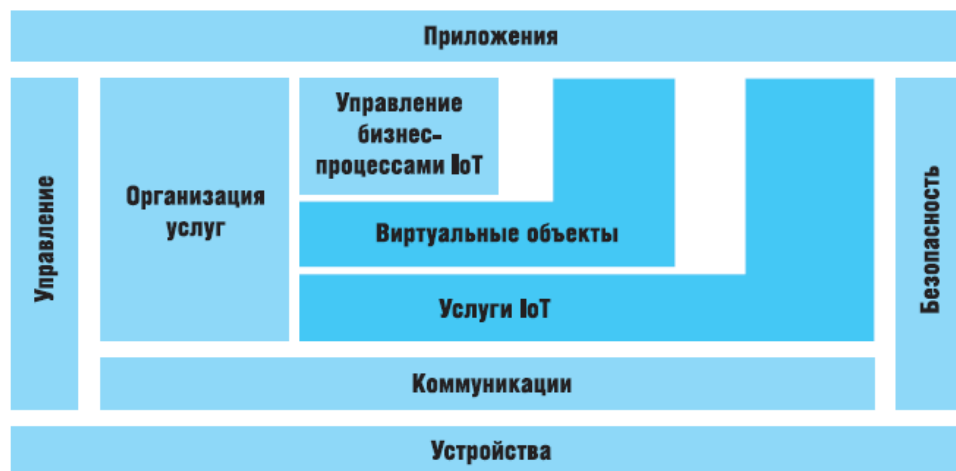 Приложения
Управление
Организация
услуг
Управление
бизнес-
процессами IoT
Виртуальные объекты
Услуги IoT
Безопасность
Коммуникации
Устройства